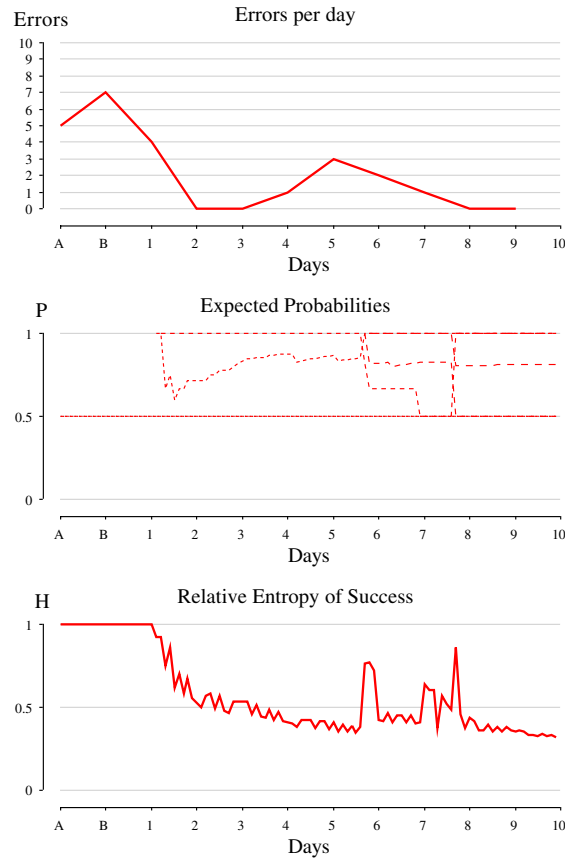 Errors per day
Errors
10
9
8
7
6
5
4
3
2
1
0
A B 1 2 3 4 5 6 7 8 9 10
Days
Expected Probabilities
P
1
0.5
0
A B 1 2 3 4 5 6 7 8 9 10
Days
Relative Entropy of Success
H
1
0.5
0
A B 1 2 3 4 5 6 7 8 9 10
Days